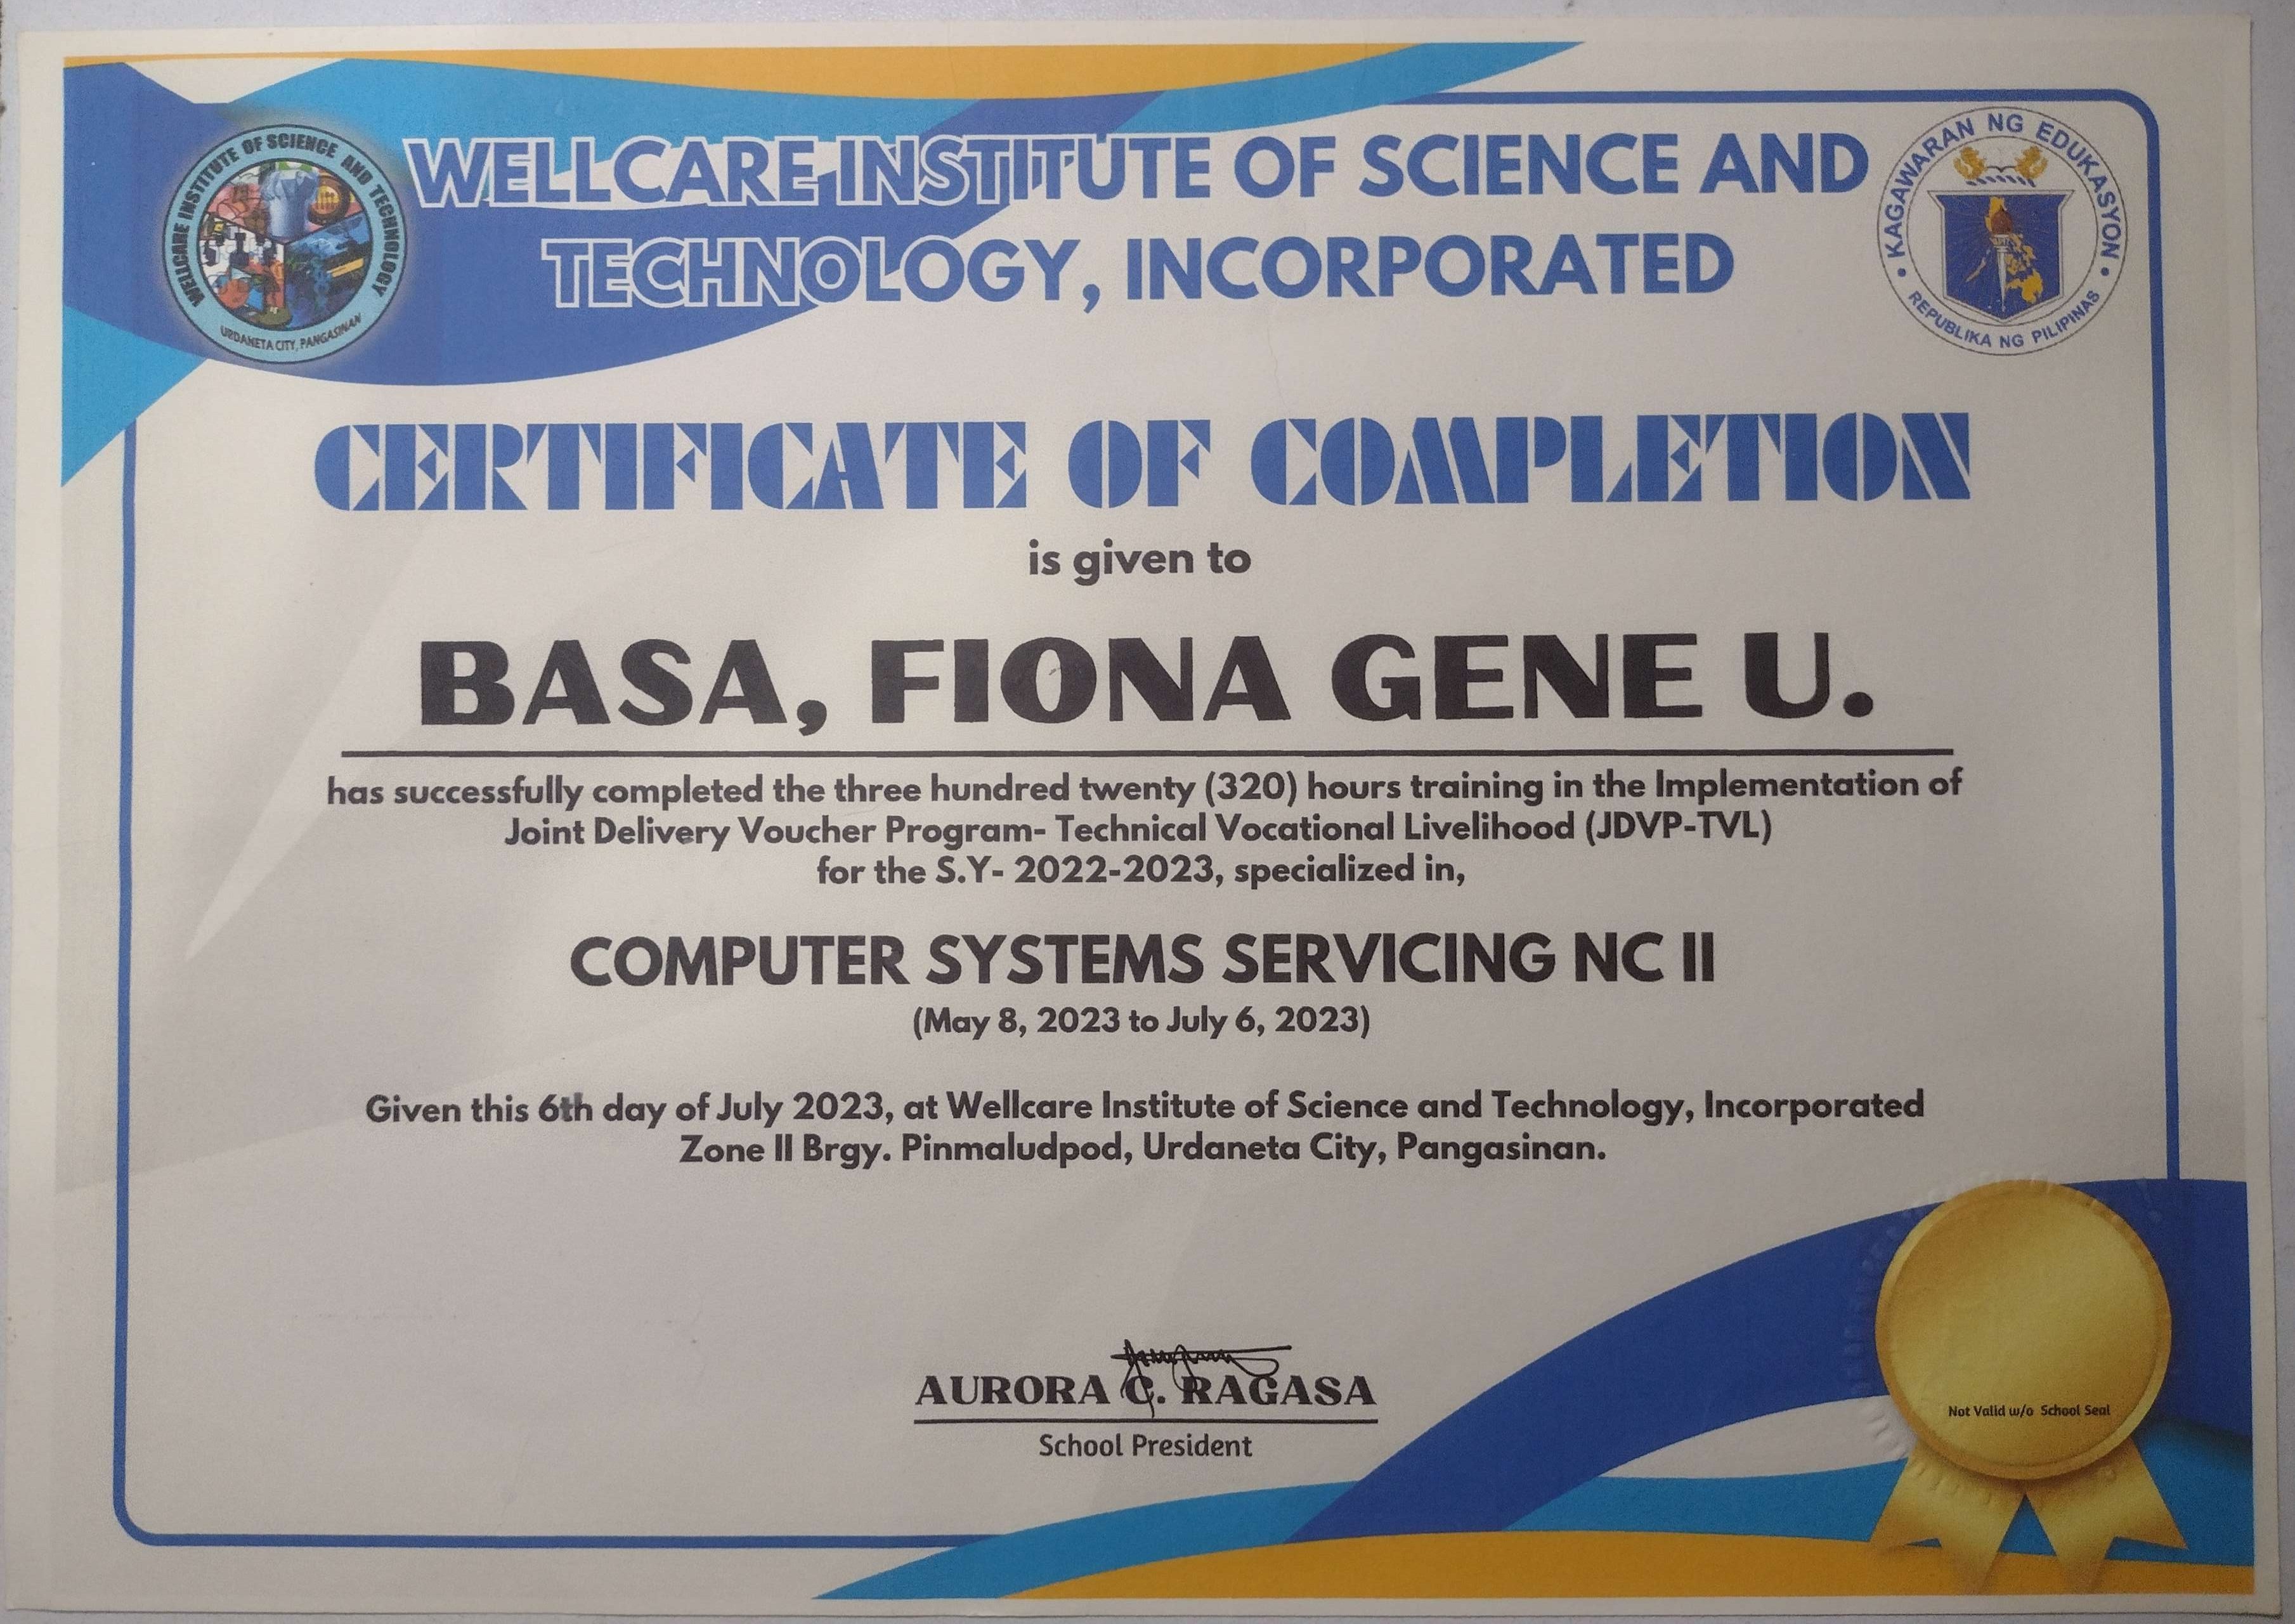 WELLCARE INSTITUTE OF SCIENCE AND TECHNOLOGY
URDANETA CITY, PANGASINAN
WELLCARE INSTITUTE OF SCIENCE AND
TECHNOLOGY, INCORPORATED
KAGAWARAN NG EDUKASYON
REPUBLIKA NG PILIPINAS
CERTIFICATE OF COMPLETION
is given to
BASA, FIONA GENE U.
has successfully completed the three hundred twenty (320) hours training in the Implementation of
Joint Delivery Voucher Program- Technical Vocational Livelihood (JDVP-TVL)
for the S.Y- 2022-2023, specialized in,
COMPUTER SYSTEMS SERVICING NC II
(May 8, 2023 to July 6, 2023)
Given this 6th day of July 2023, at Wellcare Institute of Science and Technology, Incorporated
Zone II Brgy. Pinmaludpod, Urdaneta City, Pangasinan.
AURORA C. RAGASA
School President
Not Valid w/o School Seal